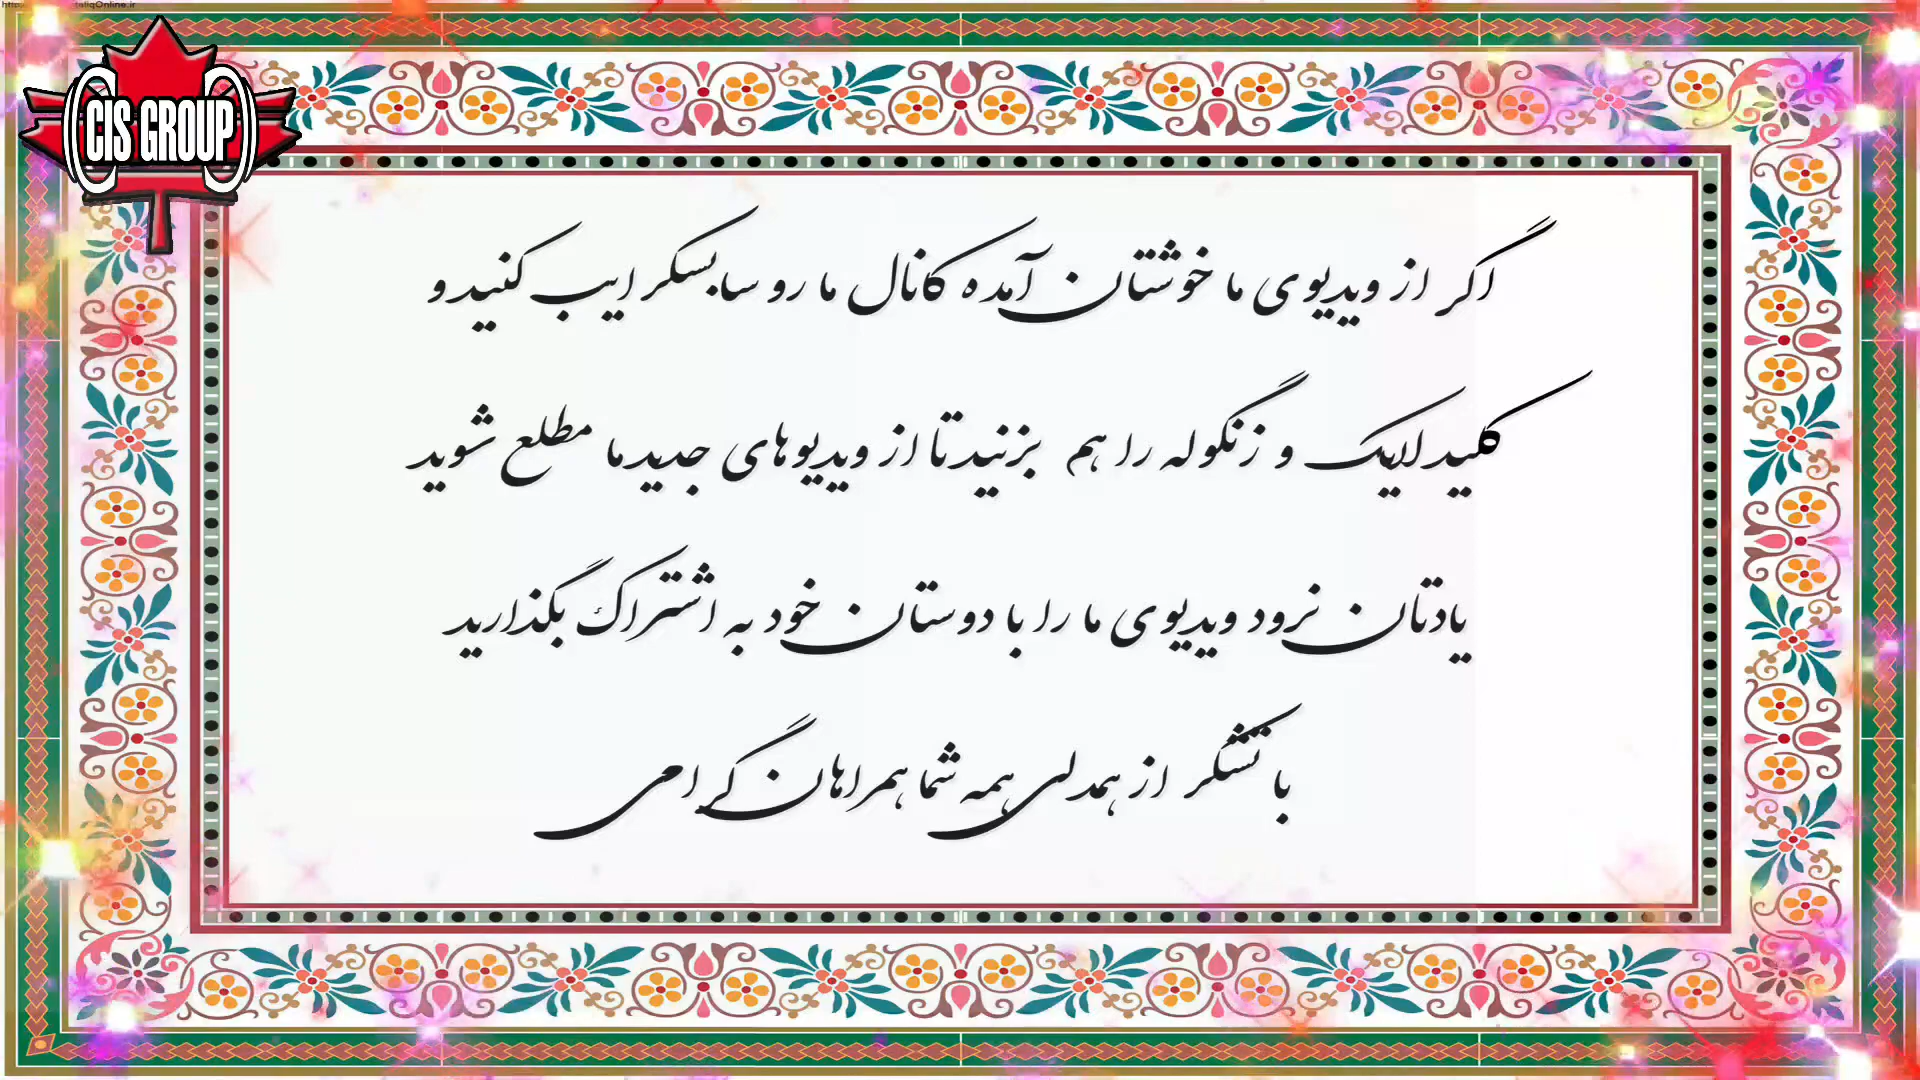 CIS GROUP
اگر از ویدیوی ما خوشتان آمده کانال ما رو سابسکرایب کنید و
کلید لایک و زنگوله را هم بزنید تا از ویدیوهای جدید ما مطلع شوید
یادتان نرود ویدیوی ما را با دوستان خود به اشتراک بگذارید
با تشکر از همدلی همه شما همراهان گرامی